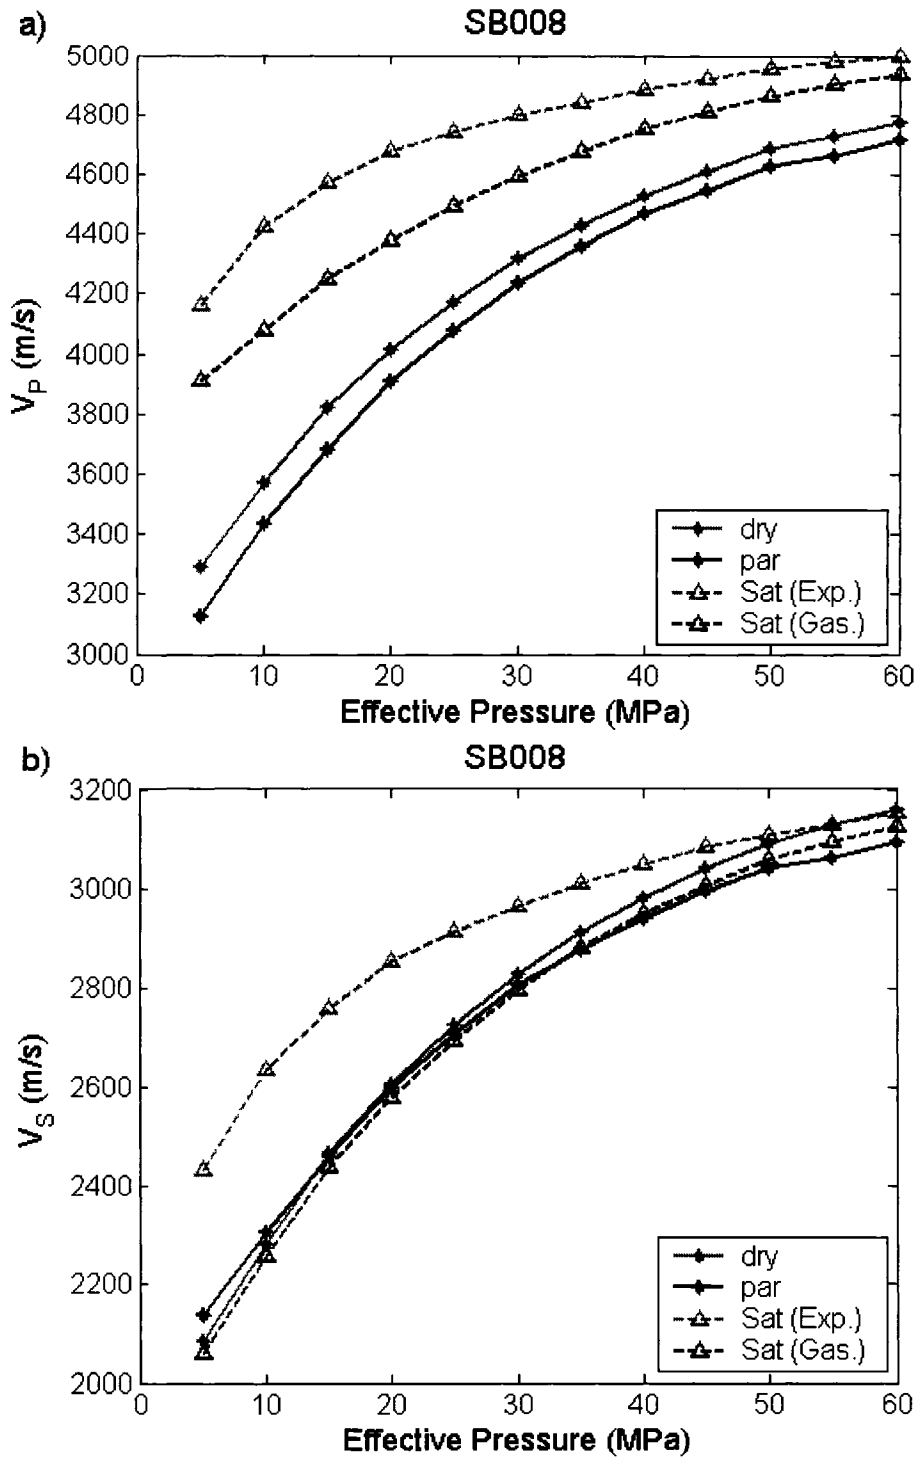 a)
SB008
5000
4800
4600
4400
4200
4000
3800
3600
3400
3200
3000
V_P (m/s)
0 10 20 30 40 50 60
Effective Pressure (MPa)
dry
par
Sat (Exp.)
Sat (Gas.)
b)
SB008
3200
3000
2800
2600
2400
2200
2000
V_S (m/s)
0 10 20 30 40 50 60
Effective Pressure (MPa)
dry
par
Sat (Exp.)
Sat (Gas.)